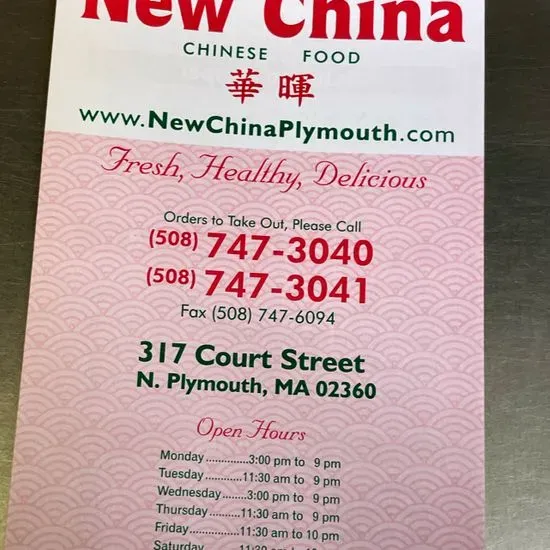 New China
CHINESE FOOD
華暉
www.NewChinaPlymouth.com
Fresh, Healthy, Delicious
Orders to Take Out, Please Call
(508) 747-3040
(508) 747-3041
Fax (508) 747-6094
317 Court Street
N. Plymouth, MA 02360
Open Hours
Monday..............3:00 pm to 9 pm
Tuesday............11:30 am to 9 pm
Wednesday........3:00 pm to 9 pm
Thursday..........11:30 am to 9 pm
Friday...............11:30 am to 10 pm
Saturday